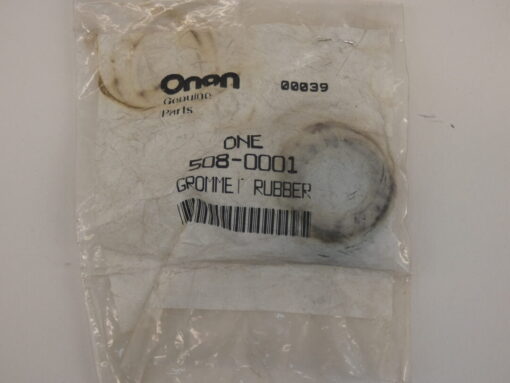 Onan 00039
Genuine
Parts
ONE
508-0001
GROMMET RUBBER